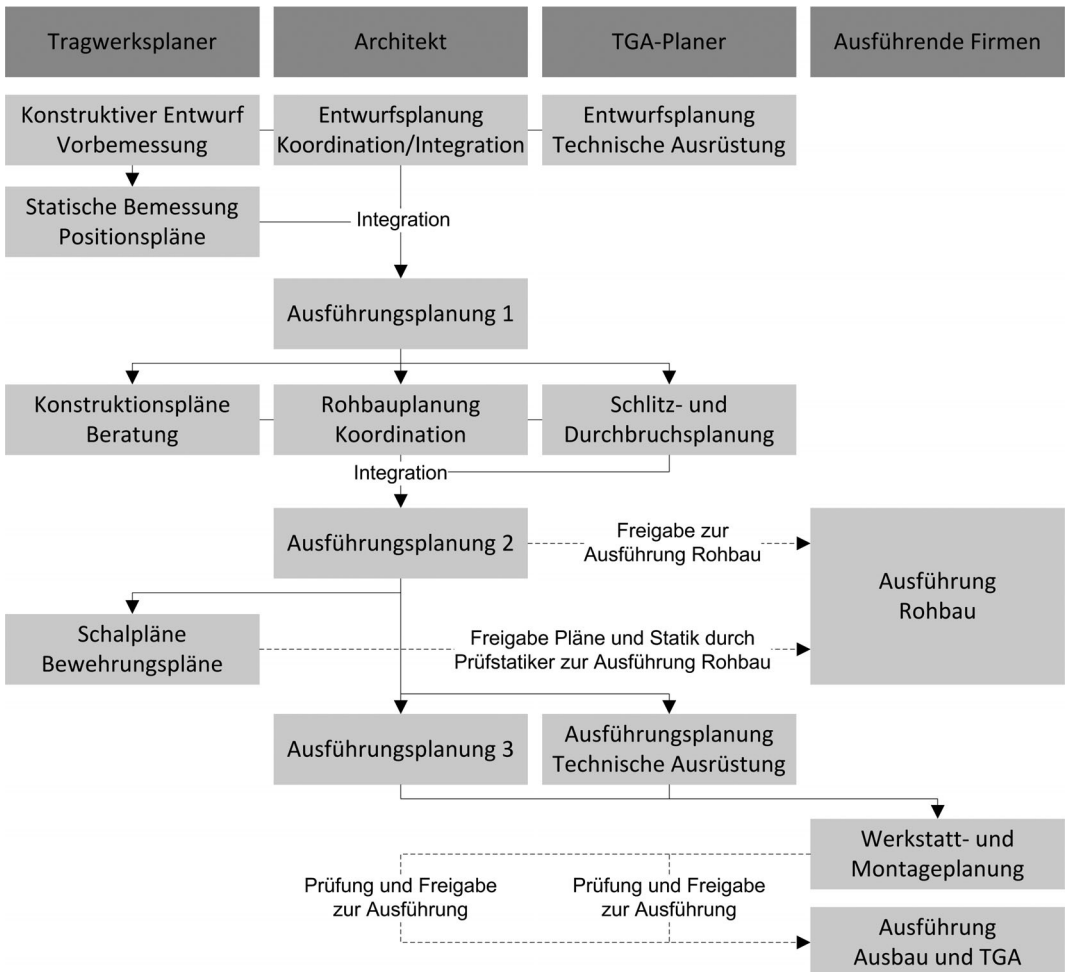 Tragwerksplaner
Architekt
TGA-Planer
Ausführende Firmen
Konstruktiver Entwurf
Vorbemessung
Entwurfsplanung
Koordination/Integration
Entwurfsplanung
Technische Ausrüstung
Statische Bemessung
Positionspläne
Integration
Ausführungsplanung 1
Konstruktionspläne
Beratung
Rohbauplanung
Koordination
Schlitz- und
Durchbruchsplanung
Integration
Ausführungsplanung 2
Freigabe zur
Ausführung Rohbau
Ausführung
Rohbau
Schalpläne
Bewehrungspläne
Freigabe Pläne und Statik durch
Prüfstatiker zur Ausführung Rohbau
Ausführungsplanung 3
Ausführungsplanung
Technische Ausrüstung
Werkstatt- und
Montageplanung
Prüfung und Freigabe
zur Ausführung
Prüfung und Freigabe
zur Ausführung
Ausführung
Ausbau und TGA